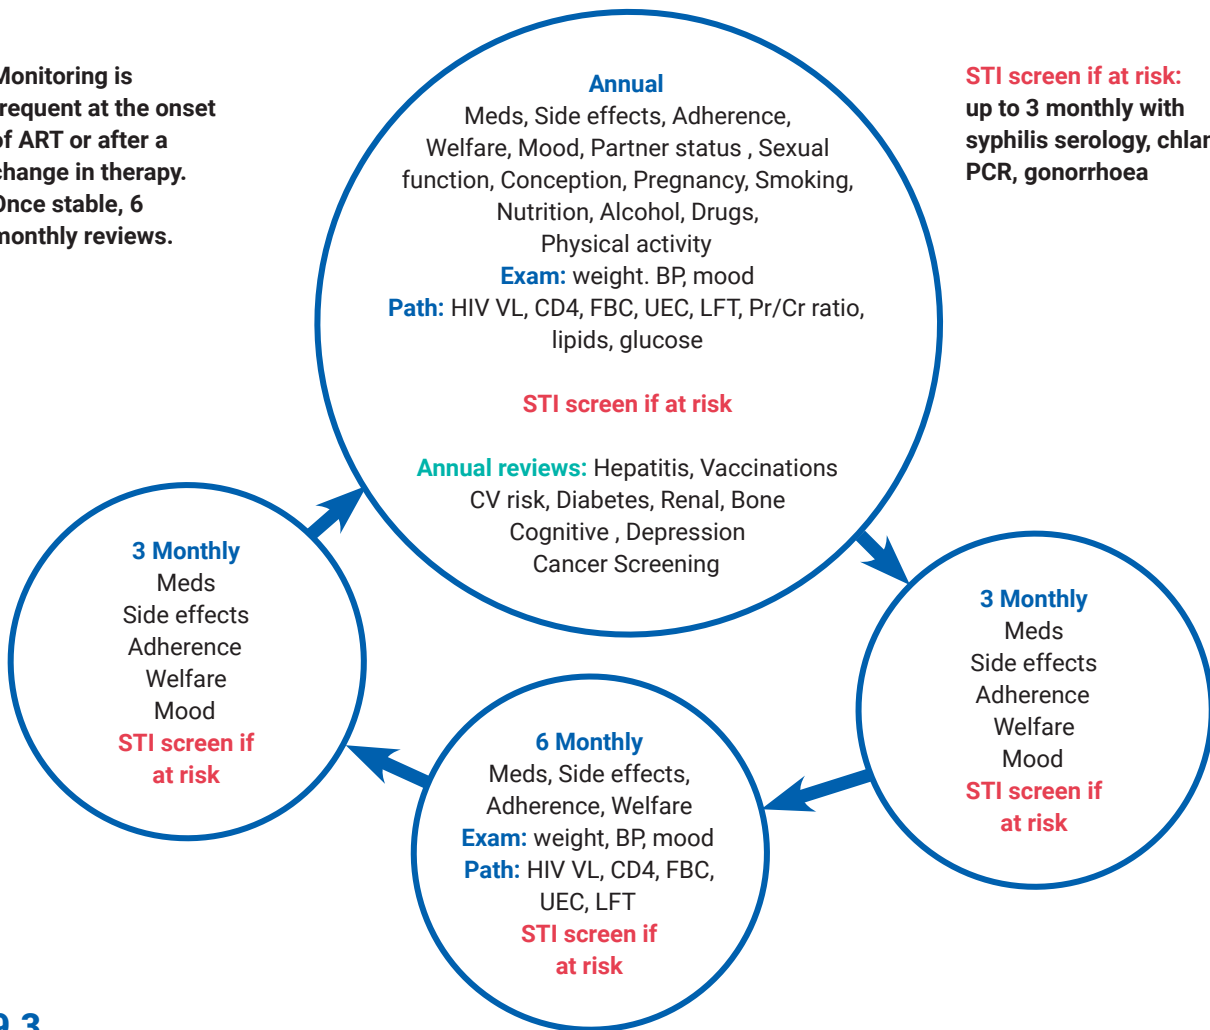 Monitoring is
frequent at the onset
of ART or after a
change in therapy.
Once stable, 6
monthly reviews.
Annual
Meds, Side effects, Adherence,
Welfare, Mood, Partner status , Sexual
function, Conception, Pregnancy, Smoking,
Nutrition, Alcohol, Drugs,
Physical activity
Exam: weight. BP, mood
Path: HIV VL, CD4, FBC, UEC, LFT, Pr/Cr ratio,
lipids, glucose
STI screen if at risk
Annual reviews: Hepatitis, Vaccinations
CV risk, Diabetes, Renal, Bone
Cognitive , Depression
Cancer Screening
STI screen if at risk:
up to 3 monthly with
syphilis serology, chlam
PCR, gonorrhoea
3 Monthly
Meds
Side effects
Adherence
Welfare
Mood
STI screen if
at risk
6 Monthly
Meds, Side effects,
Adherence, Welfare
Exam: weight, BP, mood
Path: HIV VL, CD4, FBC,
UEC, LFT
STI screen if
at risk
3 Monthly
Meds
Side effects
Adherence
Welfare
Mood
STI screen if
at risk
9.3